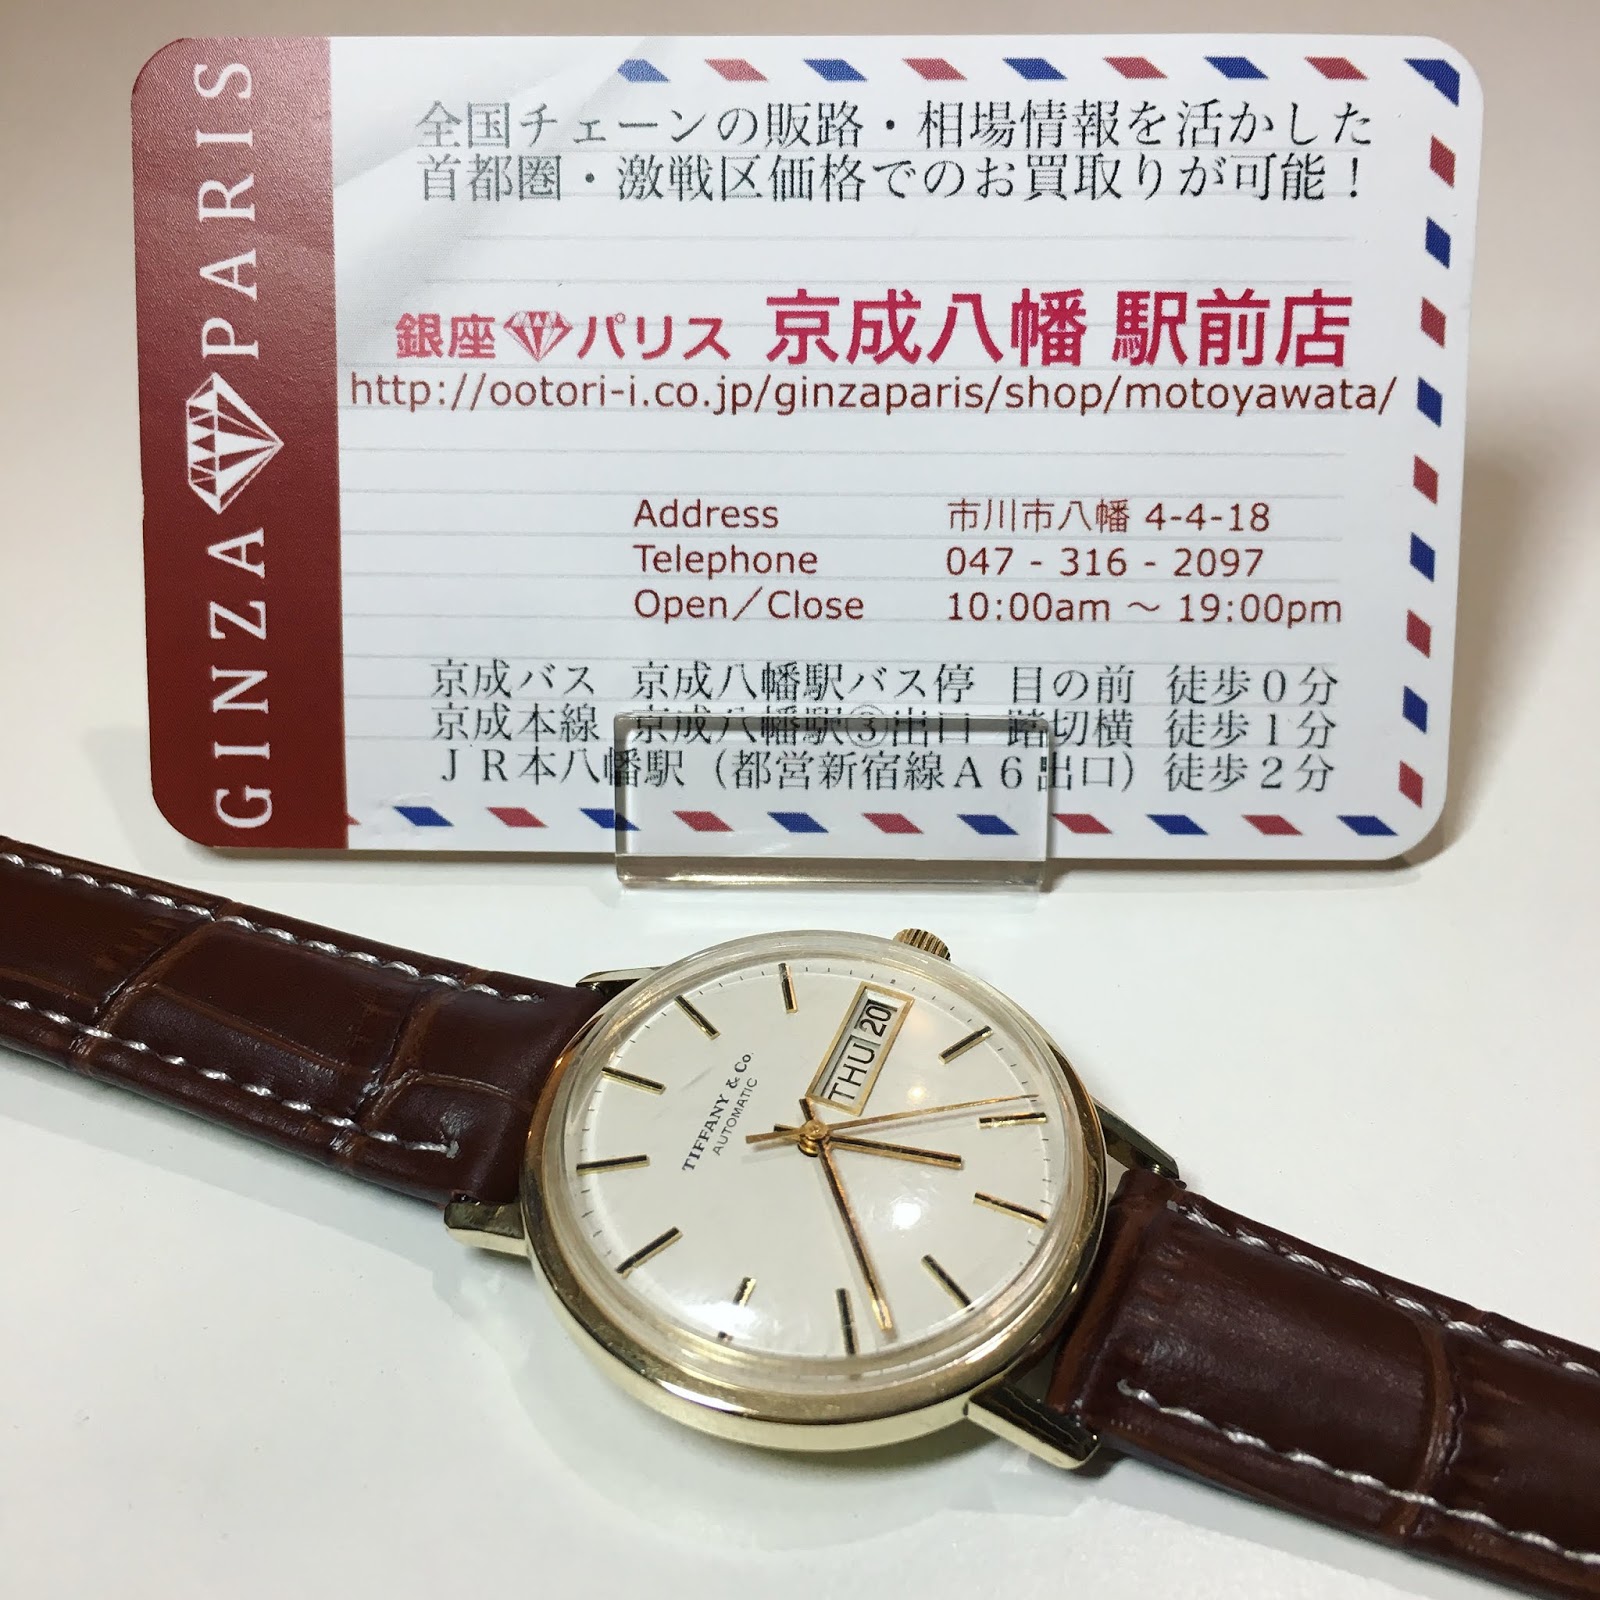 GINZA PARIS
全国チェーンの販路・相場情報を活かした
首都圏・激戦区価格でのお買取りが可能！
銀座パリス 京成八幡 駅前店
http://ootori-i.co.jp/ginzaparis/shop/motoyawata/
Address 市川市八幡 4-4-18
Telephone 047 - 316 - 2097
Open／Close 10:00am ～ 19:00pm
京成バス 京成八幡駅バス停 目の前 徒歩０分
京成本線 京成八幡駅③出口 踏切横 徒歩１分
ＪＲ本八幡駅（都営新宿線Ａ６出口）徒歩２分
TIFFANY & Co.
AUTOMATIC
THU 20